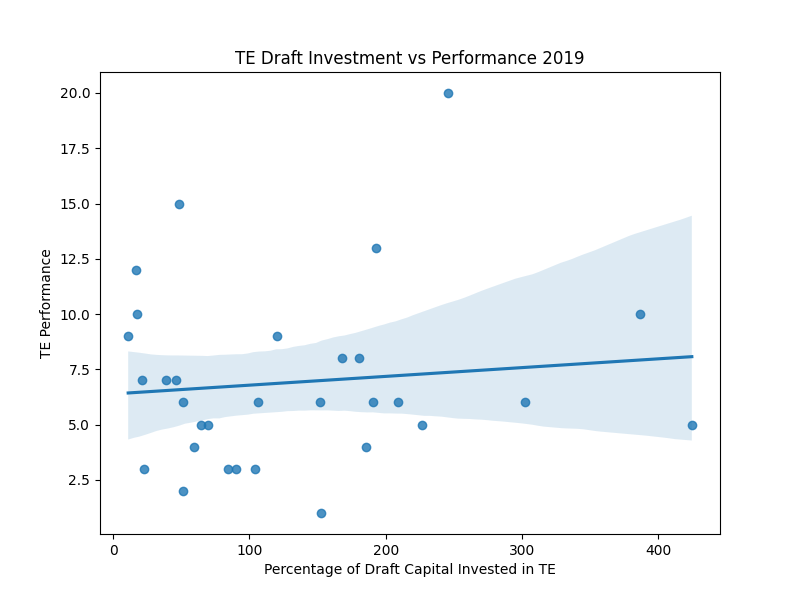 TE Draft Investment vs Performance 2019
20.0
17.5
15.0
12.5
10.0
7.5
5.0
2.5
TE Performance
0 100 200 300 400
Percentage of Draft Capital Invested in TE